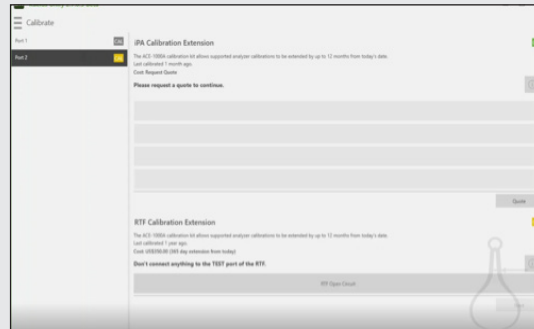 Calibrate
Port 1
Cal
Port 2
Cal
iPA Calibration Extension
The ACE-1000A calibration kit allows supported analyzer calibrations to be extended by up to 12 months from today's date.
Last calibrated 1 month ago.
Cost: Request Quote
Please request a quote to continue.
Quote
RTF Calibration Extension
The ACE-1000A calibration kit allows supported analyzer calibrations to be extended by up to 12 months from today's date.
Last calibrated 1 year ago.
Don't connect anything to the TEST port of the RTF.
RTF Open Circuit